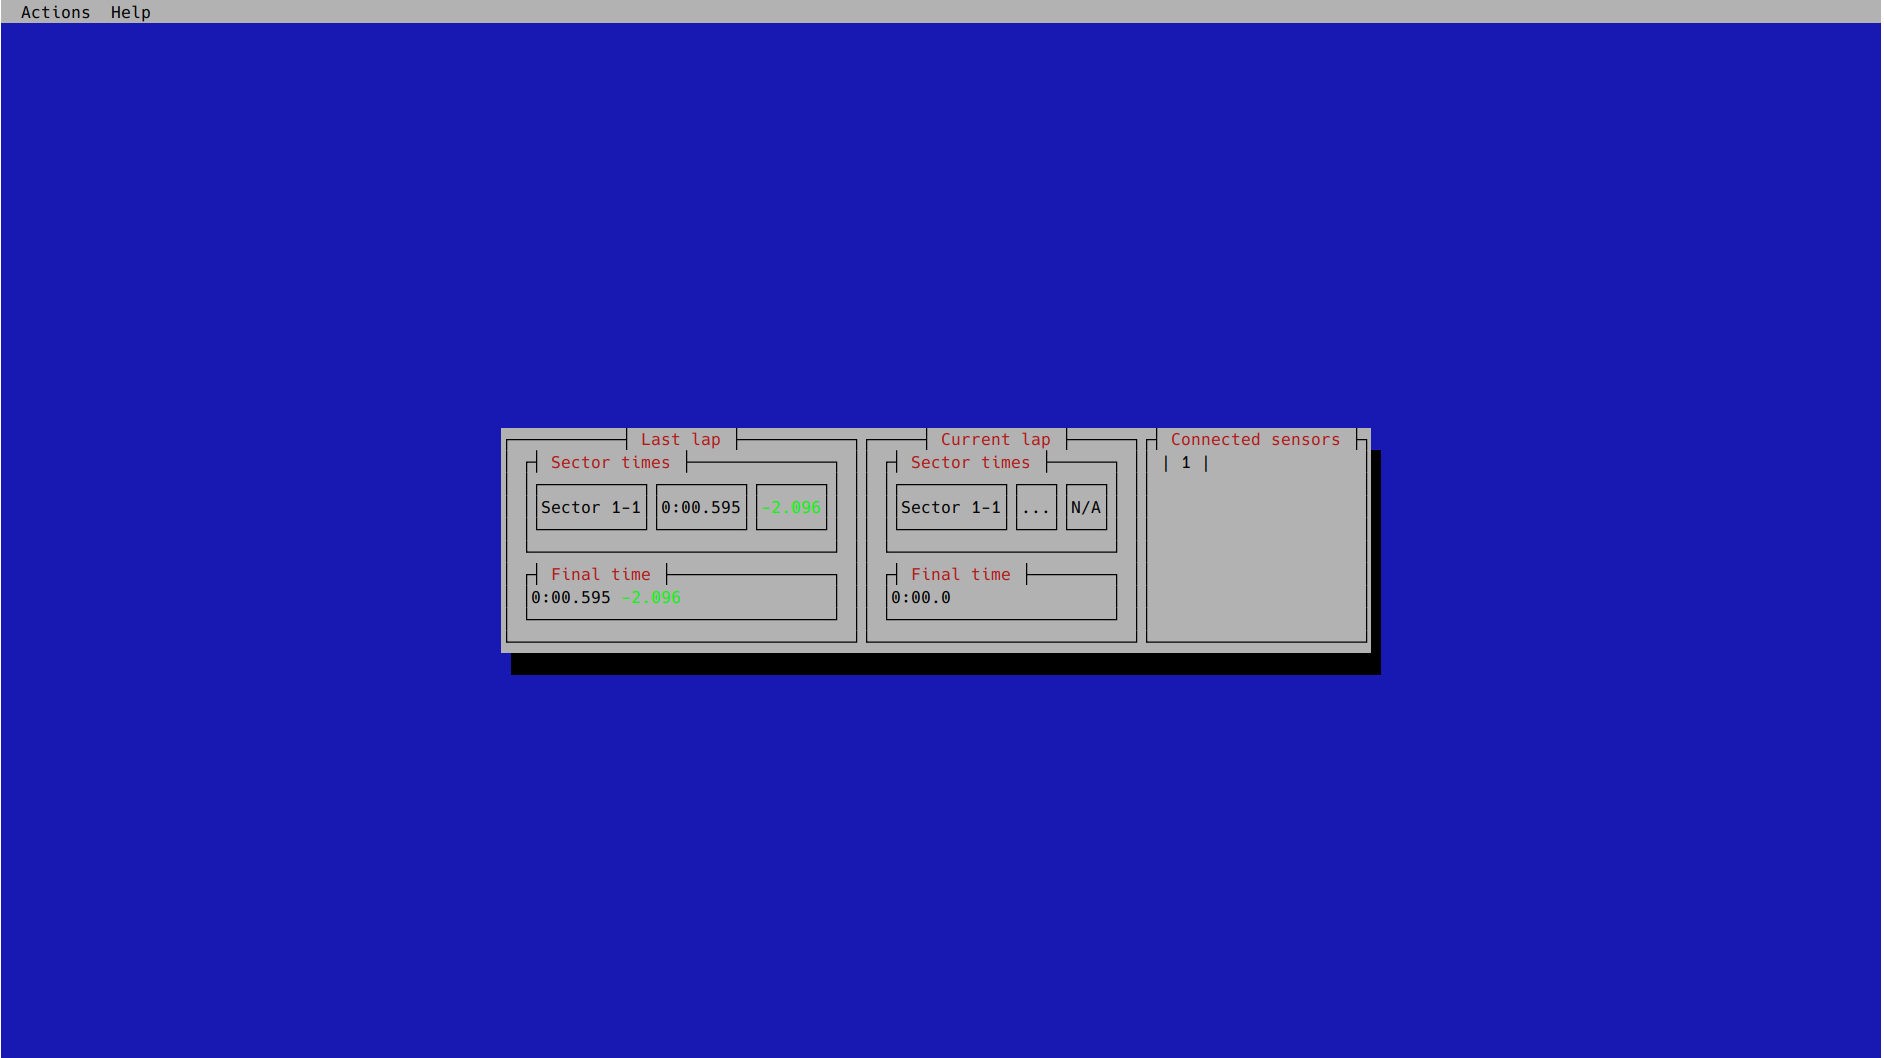 Actions Help
Last lap
Sector times
Sector 1-1 0:00.595 -2.096
Final time
0:00.595 -2.096
Current lap
Sector times
Sector 1-1 ... N/A
Final time
0:00.0
Connected sensors
| 1 |